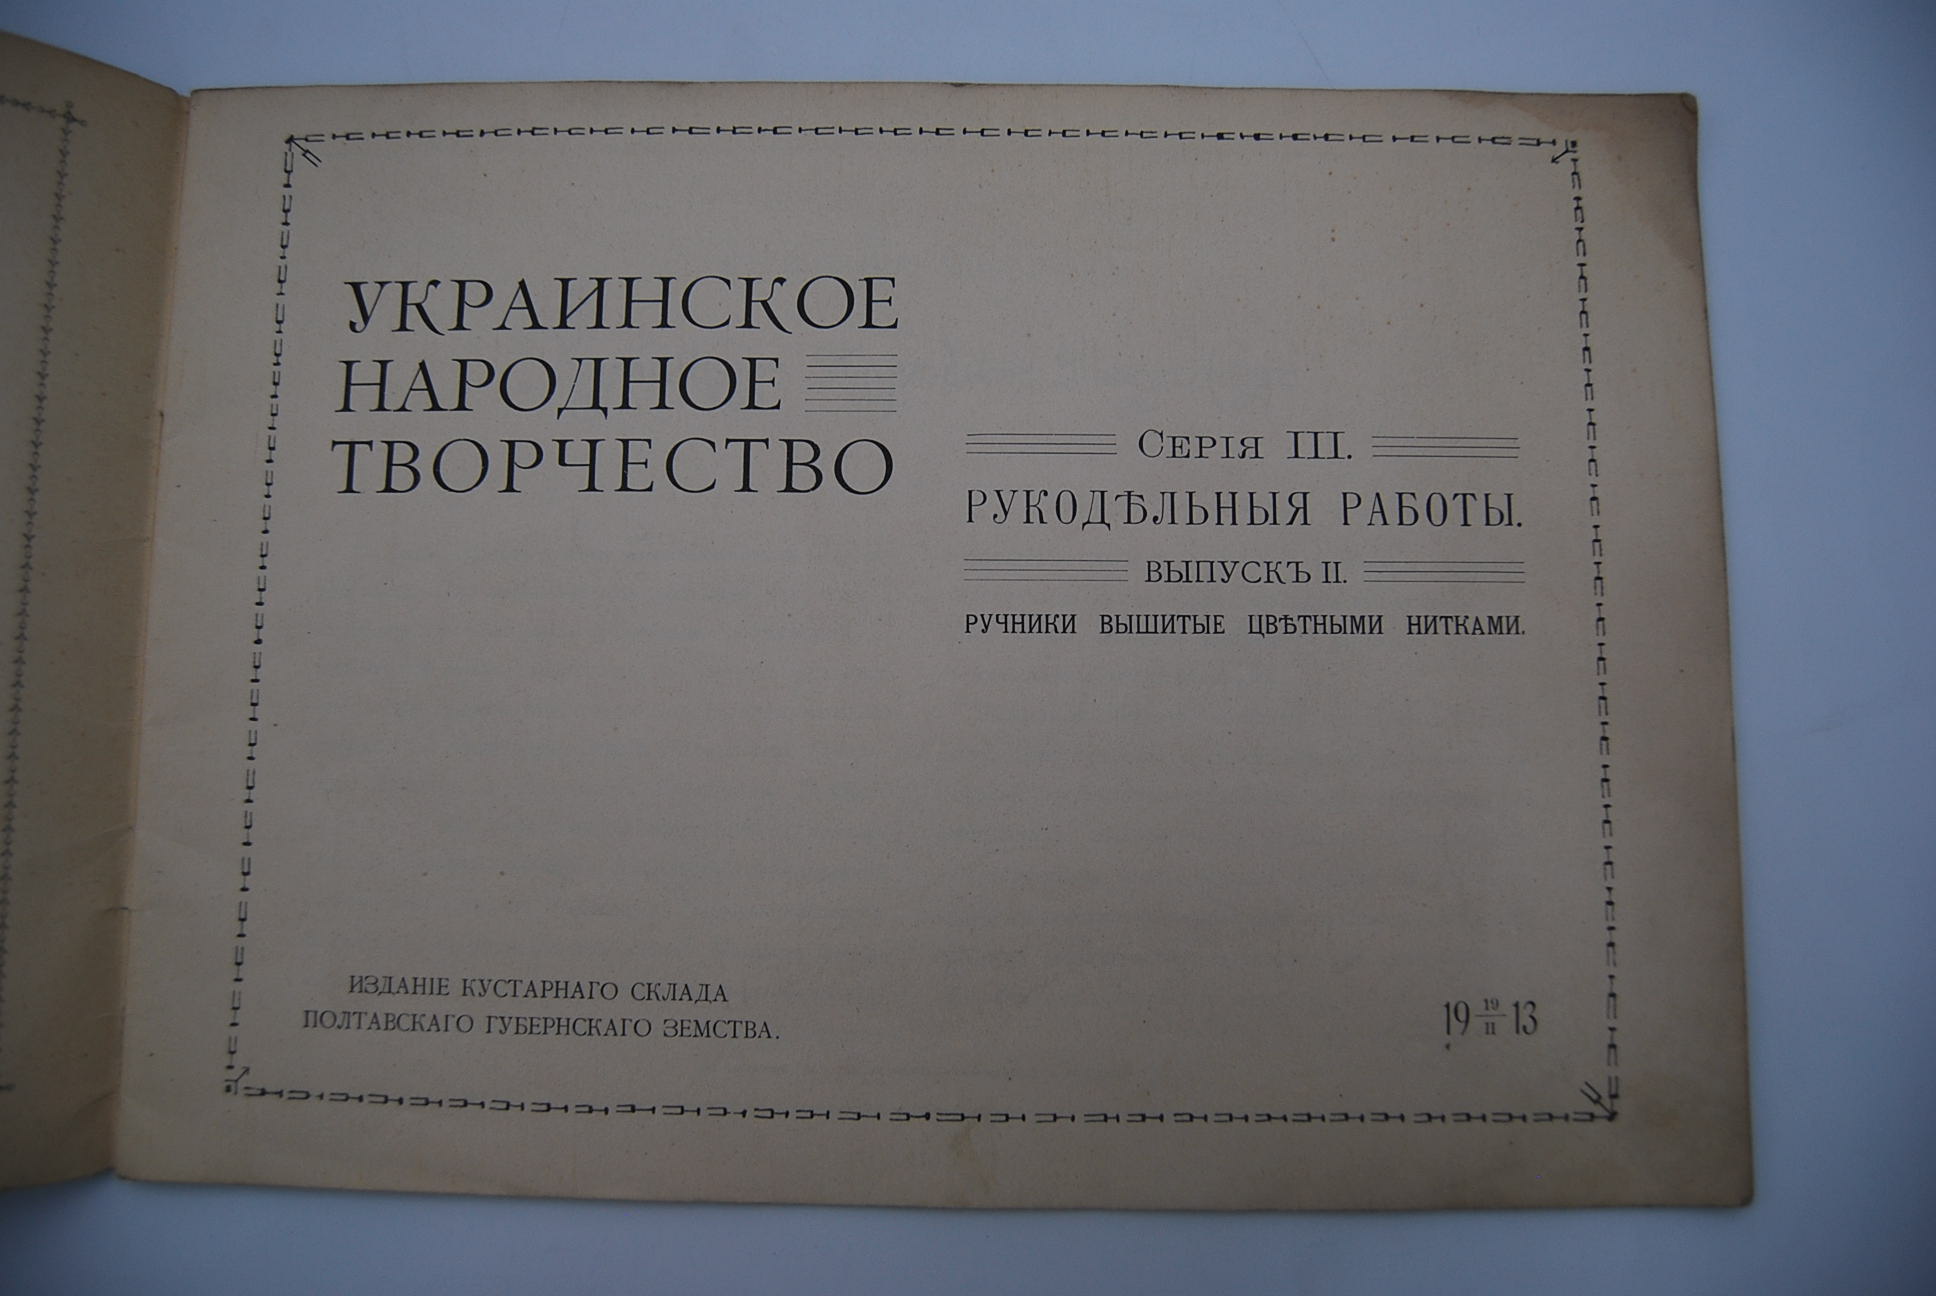 УКРАИНСКОЕ
НАРОДНОЕ
ТВОРЧЕСТВО
СЕРІЯ III.
РУКОДѢЛЬНЫЯ РАБОТЫ.
ВЫПУСКЪ II.
РУЧНИКИ ВЫШИТЫЕ ЦВѢТНЫМИ НИТКАМИ.
ИЗДАНІЕ КУСТАРНАГО СКЛАДА
ПОЛТАВСКАГО ГУБЕРНСКАГО ЗЕМСТВА.
19 19/II 13